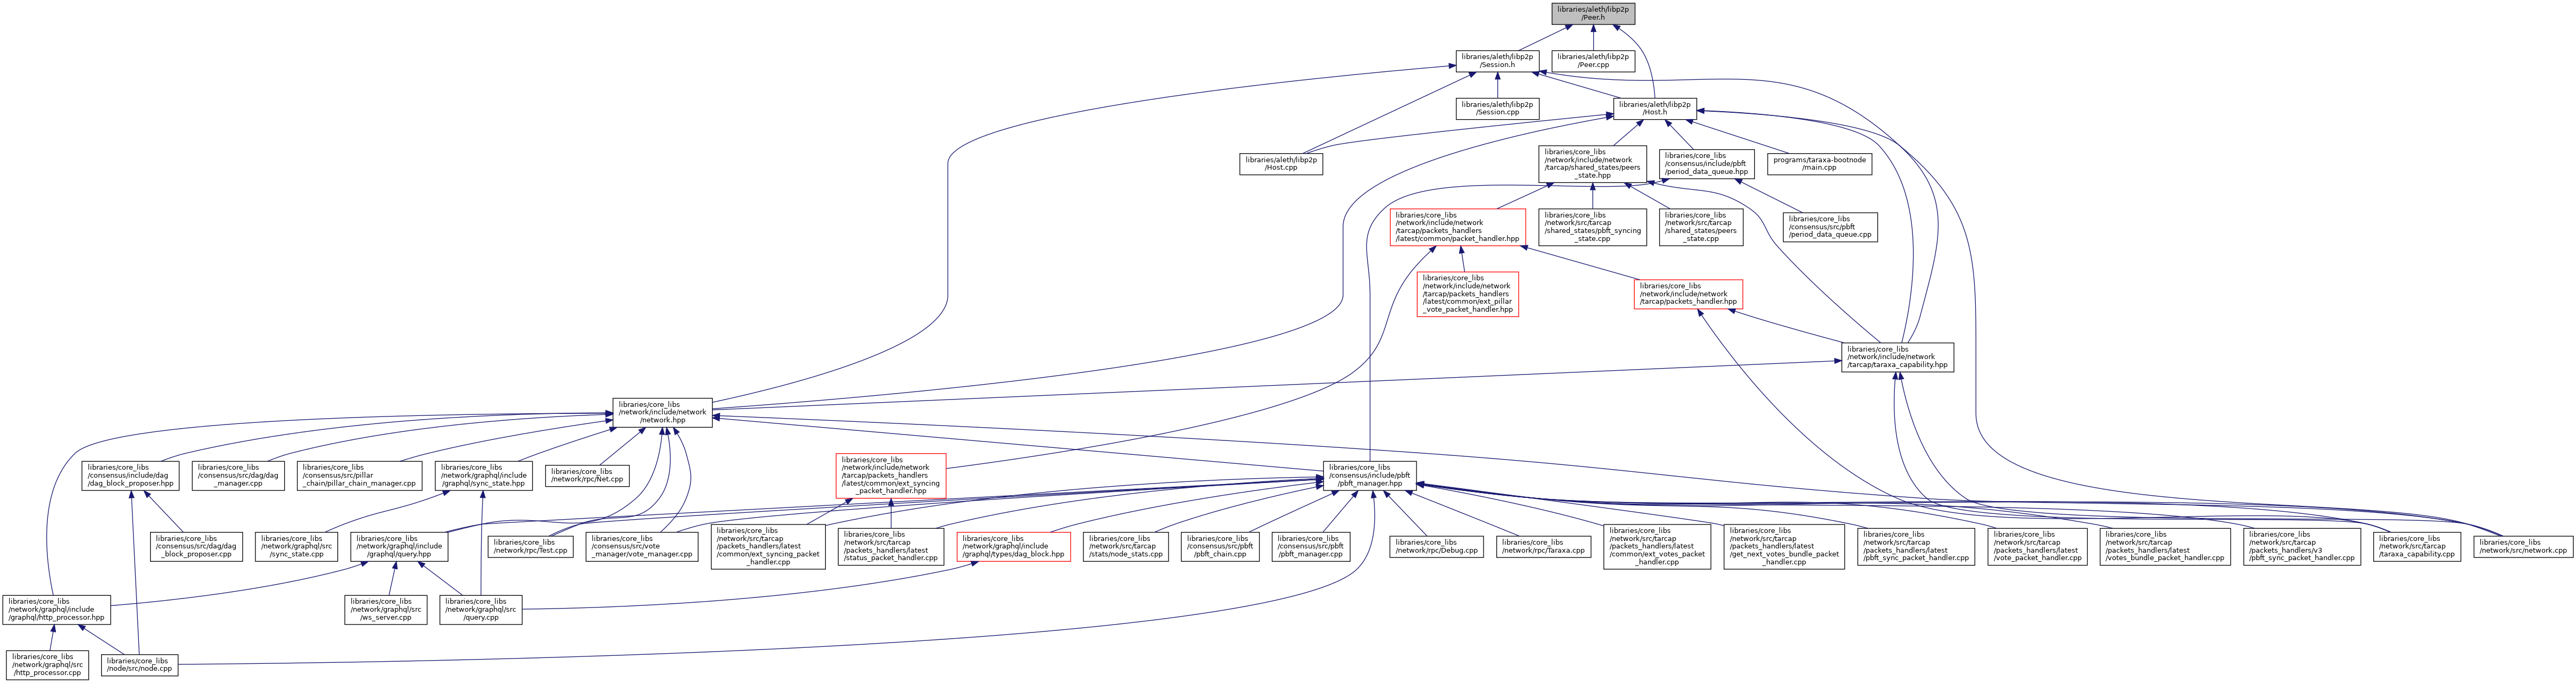 libraries/aleth/libp2p
/Peer.h
libraries/aleth/libp2p
/Session.h
libraries/aleth/libp2p
/Peer.cpp
libraries/aleth/libp2p
/Session.cpp
libraries/aleth/libp2p
/Host.h
libraries/aleth/libp2p
/Host.cpp
libraries/core_libs
/network/include/network
/tarcap/shared_states/peers
_state.hpp
libraries/core_libs
/consensus/include/pbft
/period_data_queue.hpp
programs/taraxa-bootnode
/main.cpp
libraries/core_libs
/network/include/network
/tarcap/packets_handlers
/latest/common/packet_handler.hpp
libraries/core_libs
/network/src/tarcap
/shared_states/pbft_syncing
_state.cpp
libraries/core_libs
/network/src/tarcap
/shared_states/peers
_state.cpp
libraries/core_libs
/consensus/src/pbft
/period_data_queue.cpp
libraries/core_libs
/network/include/network
/tarcap/packets_handlers
/latest/common/ext_pillar
_vote_packet_handler.hpp
libraries/core_libs
/network/include/network
/tarcap/packets_handler.hpp
libraries/core_libs
/network/include/network
/tarcap/taraxa_capability.hpp
libraries/core_libs
/network/include/network
/network.hpp
libraries/core_libs
/consensus/include/dag
/dag_block_proposer.hpp
libraries/core_libs
/consensus/src/dag/dag
_manager.cpp
libraries/core_libs
/consensus/src/pillar
_chain/pillar_chain_manager.cpp
libraries/core_libs
/network/graphql/include
/graphql/sync_state.hpp
libraries/core_libs
/network/rpc/Net.cpp
libraries/core_libs
/network/include/network
/tarcap/packets_handlers
/latest/common/ext_syncing
_packet_handler.hpp
libraries/core_libs
/consensus/include/pbft
/pbft_manager.hpp
libraries/core_libs
/consensus/src/dag/dag
_block_proposer.cpp
libraries/core_libs
/network/graphql/src
/sync_state.cpp
libraries/core_libs
/network/graphql/include
/graphql/query.hpp
libraries/core_libs
/network/rpc/Test.cpp
libraries/core_libs
/consensus/src/vote
_manager/vote_manager.cpp
libraries/core_libs
/network/src/tarcap
/packets_handlers/latest
/common/ext_syncing_packet
_handler.cpp
libraries/core_libs
/network/src/tarcap
/packets_handlers/latest
/status_packet_handler.cpp
libraries/core_libs
/network/graphql/include
/graphql/types/dag_block.hpp
libraries/core_libs
/network/src/tarcap
/stats/node_stats.cpp
libraries/core_libs
/consensus/src/pbft
/pbft_chain.cpp
libraries/core_libs
/consensus/src/pbft
/pbft_manager.cpp
libraries/core_libs
/network/rpc/Debug.cpp
libraries/core_libs
/network/rpc/Taraxa.cpp
libraries/core_libs
/network/src/tarcap
/packets_handlers/latest
/common/ext_votes_packet
_handler.cpp
libraries/core_libs
/network/src/tarcap
/packets_handlers/latest
/get_next_votes_bundle_packet
_handler.cpp
libraries/core_libs
/network/src/tarcap
/packets_handlers/latest
/pbft_sync_packet_handler.cpp
libraries/core_libs
/network/src/tarcap
/packets_handlers/latest
/vote_packet_handler.cpp
libraries/core_libs
/network/src/tarcap
/packets_handlers/latest
/votes_bundle_packet_handler.cpp
libraries/core_libs
/network/src/tarcap
/packets_handlers/v3
/pbft_sync_packet_handler.cpp
libraries/core_libs
/network/src/tarcap
/taraxa_capability.cpp
libraries/core_libs
/network/src/network.cpp
libraries/core_libs
/network/graphql/include
/graphql/http_processor.hpp
libraries/core_libs
/network/graphql/src
/ws_server.cpp
libraries/core_libs
/network/graphql/src
/query.cpp
libraries/core_libs
/network/graphql/src
/http_processor.cpp
libraries/core_libs
/node/src/node.cpp